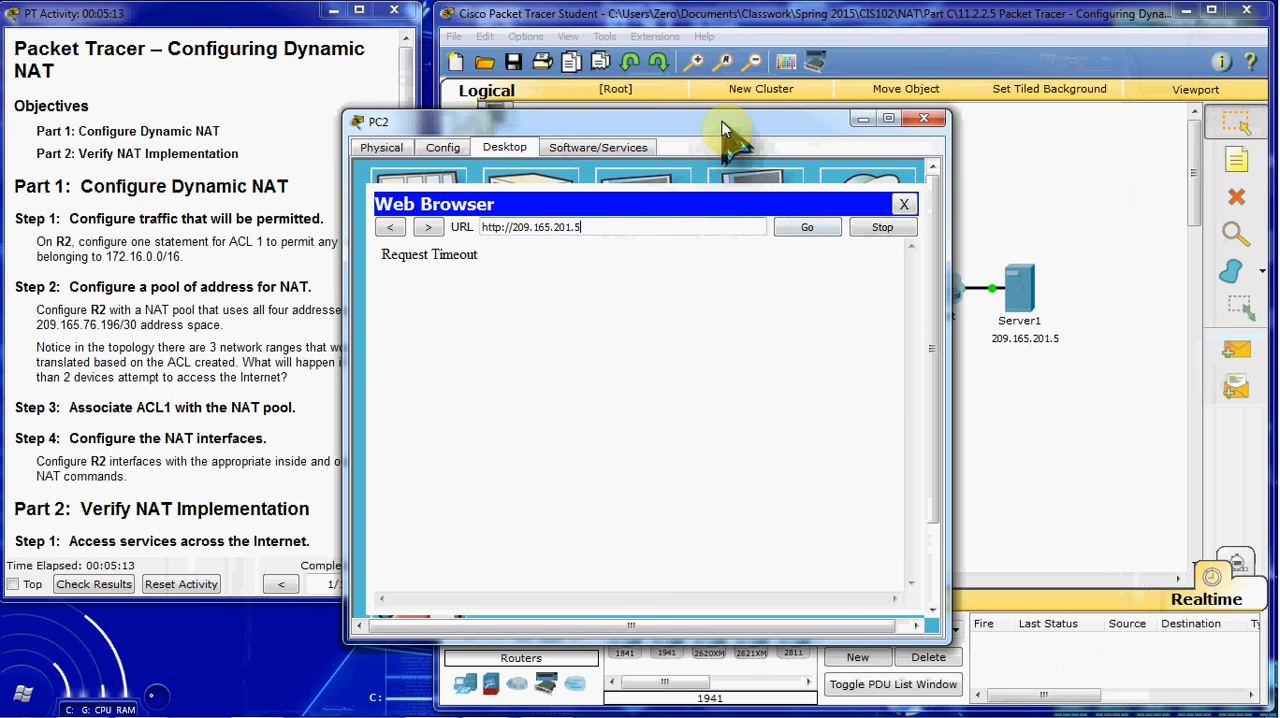 PT Activity: 00:05:13
Packet Tracer – Configuring Dynamic
NAT
Objectives
Part 1: Configure Dynamic NAT
Part 2: Verify NAT Implementation
Part 1: Configure Dynamic NAT
Step 1: Configure traffic that will be permitted.
On R2, configure one statement for ACL 1 to permit any
belonging to 172.16.0.0/16.
Step 2: Configure a pool of address for NAT.
Configure R2 with a NAT pool that uses all four addresse
209.165.76.196/30 address space.
Notice in the topology there are 3 network ranges that wo
translated based on the ACL created. What will happen i
than 2 devices attempt to access the Internet?
Step 3: Associate ACL1 with the NAT pool.
Step 4: Configure the NAT interfaces.
Configure R2 interfaces with the appropriate inside and o
NAT commands.
Part 2: Verify NAT Implementation
Step 1: Access services across the Internet.
Time Elapsed: 00:05:13
Comple
Top
Check Results
Reset Activity
<
1/
C: G: CPU RAM
C:
Cisco Packet Tracer Student - C:\Users\Zero\Documents\Classwork\Spring 2015\CIS102\NAT\Part C\11.2.2.5 Packet Tracer - Configuring Dyna...
File Edit Options View Tools Extensions Help
Logical
[Root]
New Cluster
Move Object
Set Tiled Background
Viewport
PC2
Physical
Config
Desktop
Software/Services
Web Browser
X
<
>
URL
http://209.165.201.5
Go
Stop
Request Timeout
Server1
209.165.201.5
Realtime
Fire Last Status Source Destination Ty
Routers
1841
1941
2620XM
2621XM
2811
1941
New
Delete
Toggle PDU List Window